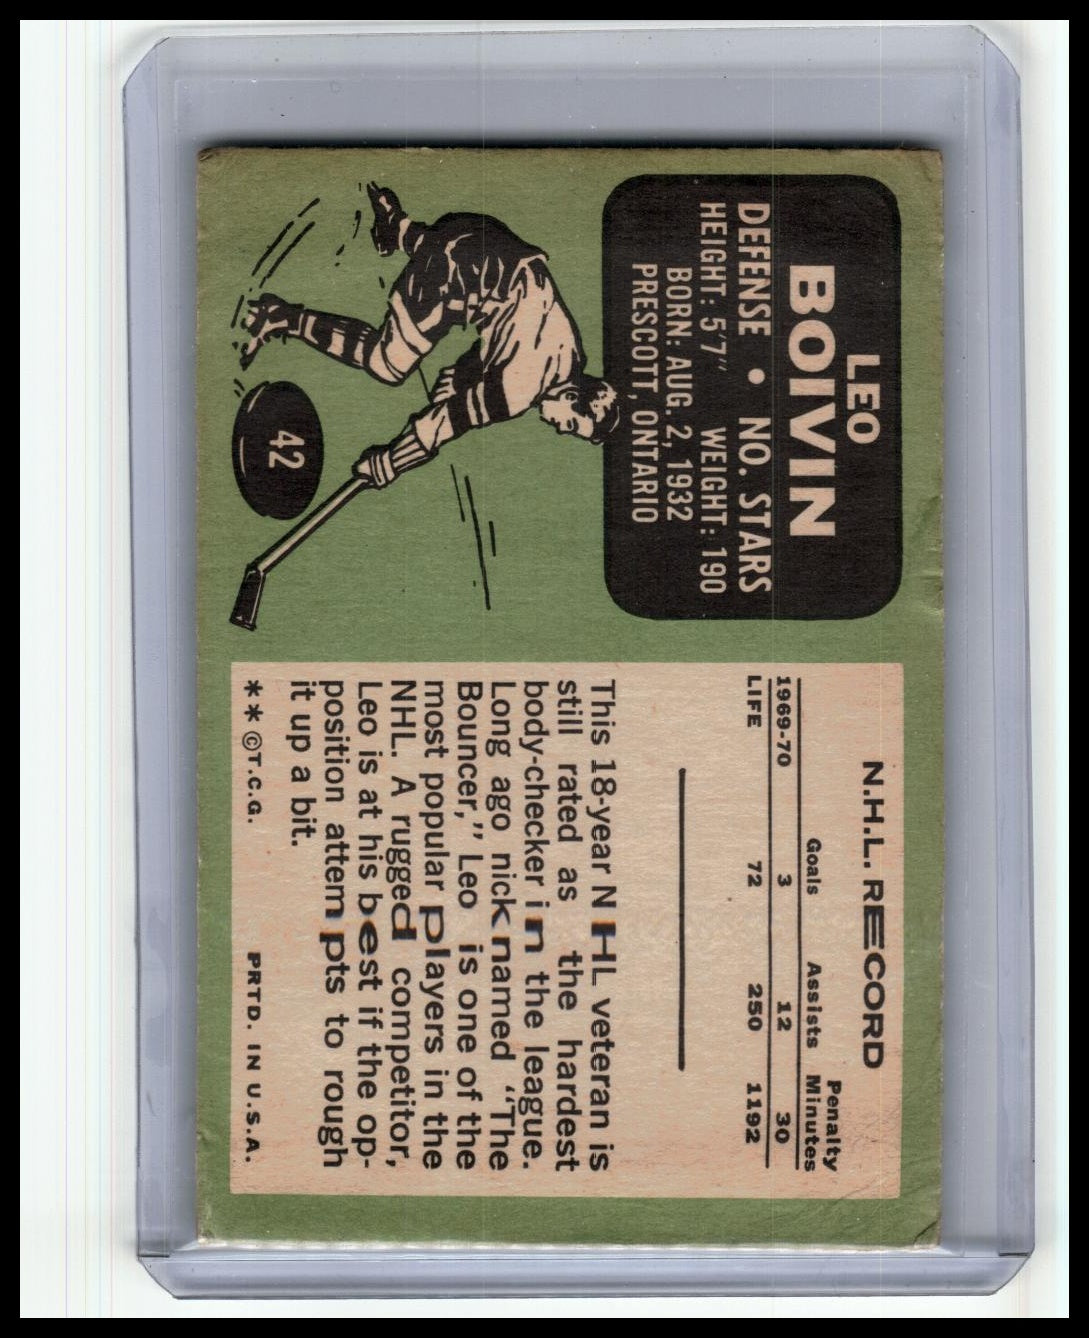 LEO
BOIVIN
DEFENSE • NO. STARS
HEIGHT: 5'7" WEIGHT: 190
BORN: AUG. 2, 1932
PRESCOTT, ONTARIO
42
N.H.L. RECORD
Goals Assists Penalty Minutes
1969-70 3 12 30
LIFE 72 250 1192
This 18-year NHL veteran is
still rated as the hardest
body-checker in the league.
Long ago nicknamed "The
Bouncer," Leo is one of the
most popular players in the
NHL. A rugged competitor,
Leo is at his best if the op-
position attempts to rough
it up a bit.
**©T.C.G. PRTD. IN U.S.A.